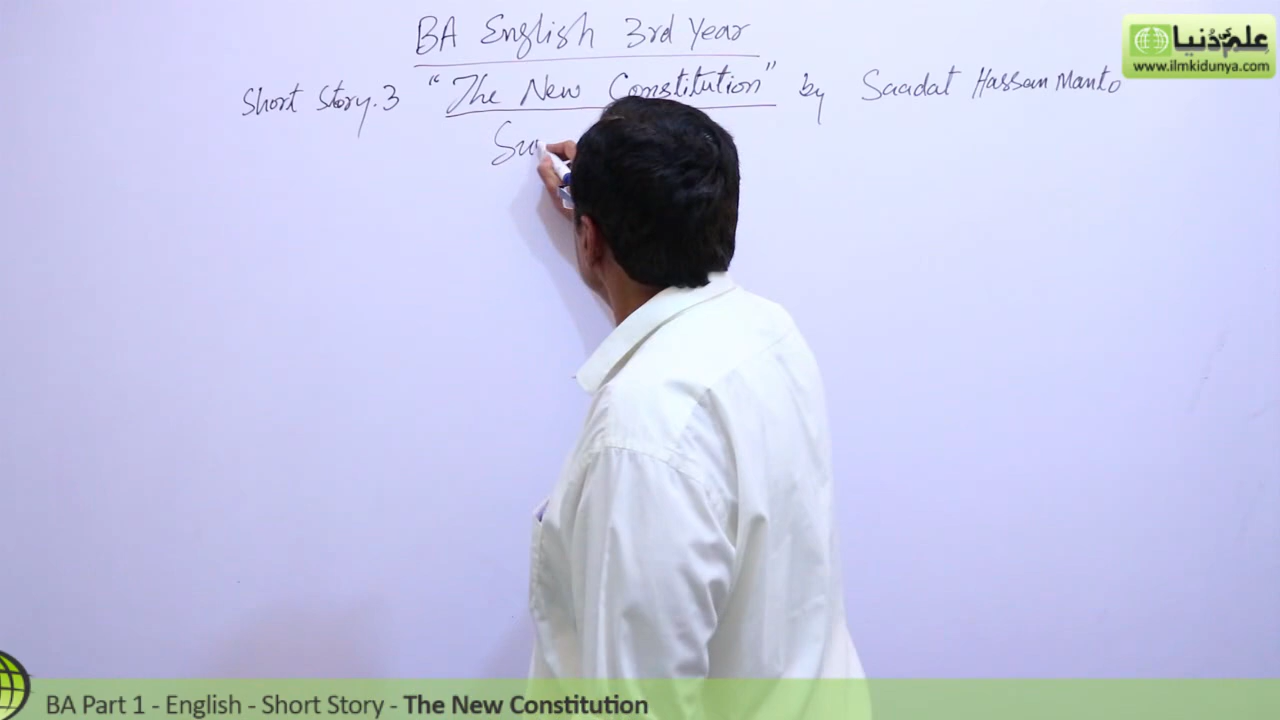 BA English 3rd Year
Short Story.3 "The New Constitution" by Saadat Hassan Manto
علم کی دنیا
www.ilmkidunya.com
BA Part 1 - English - Short Story - The New Constitution